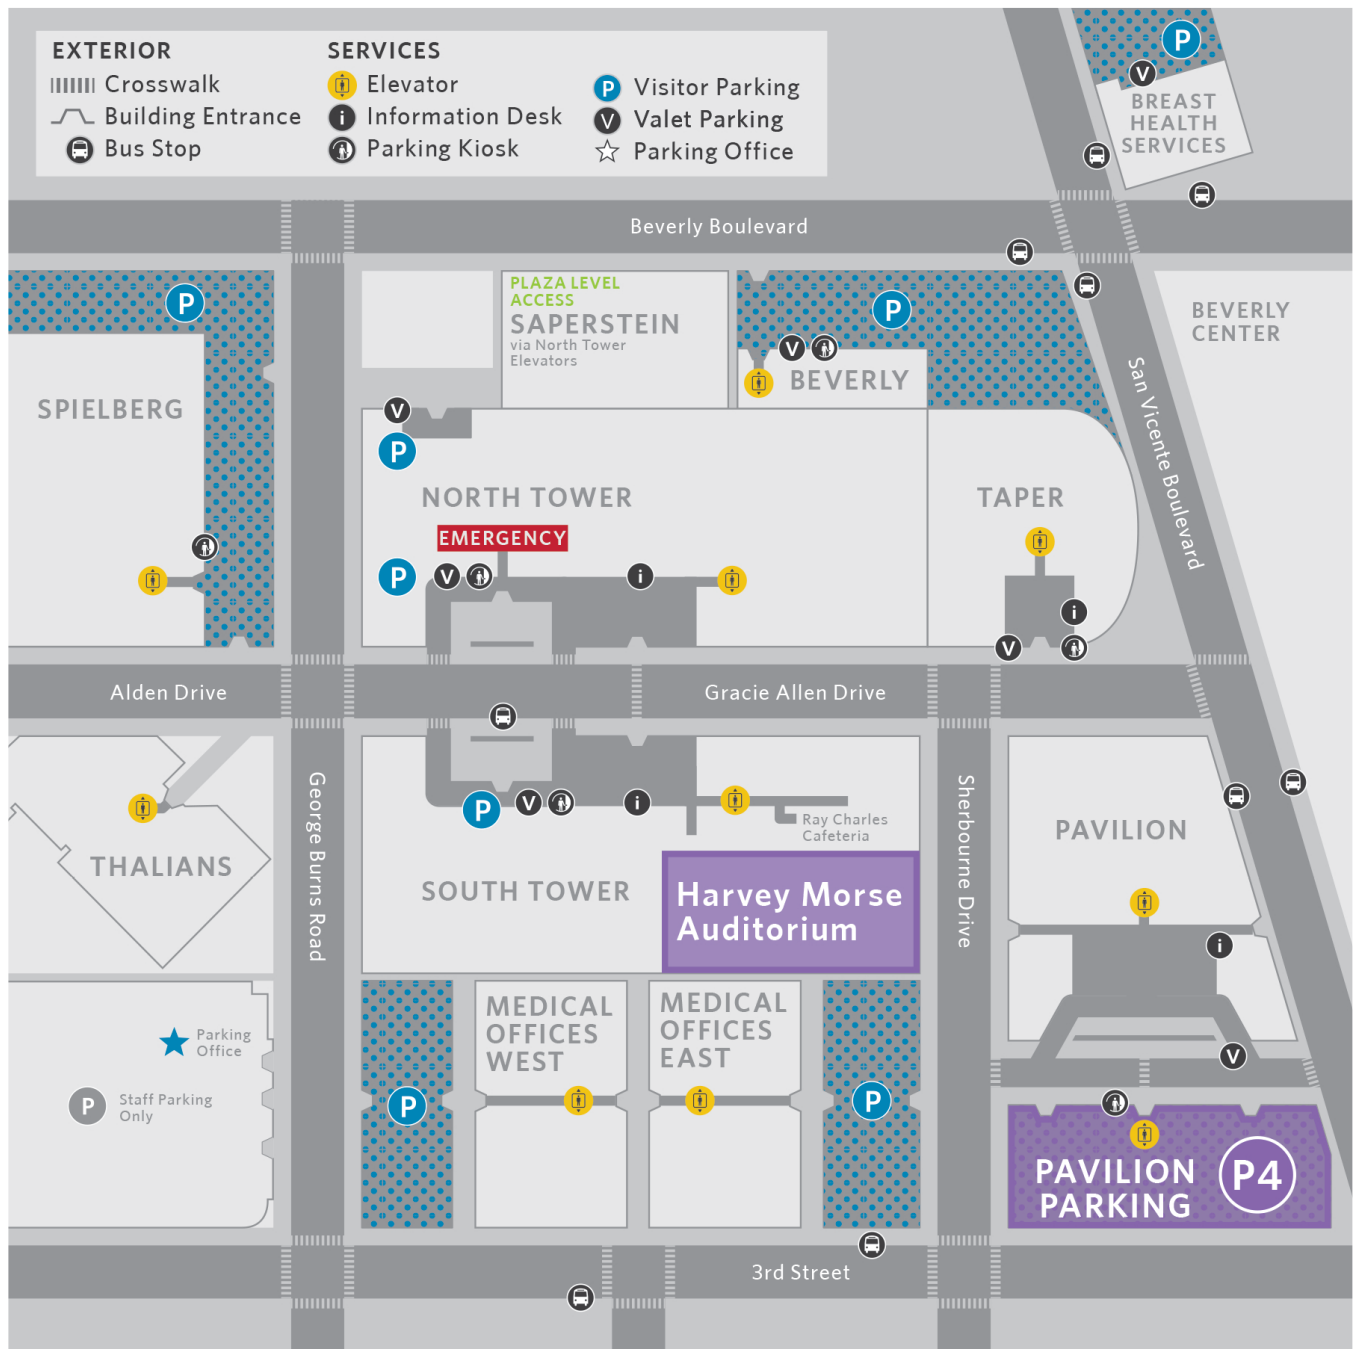 EXTERIOR
Crosswalk
Building Entrance
Bus Stop
SERVICES
Elevator
i Information Desk
Parking Kiosk
P Visitor Parking
V Valet Parking
Parking Office
P
V
BREAST
HEALTH
SERVICES
Beverly Boulevard
P
SPIELBERG
PLAZA LEVEL
ACCESS
SAPERSTEIN
via North Tower
Elevators
P
V
BEVERLY
BEVERLY
CENTER
San Vicente Boulevard
V
P
NORTH TOWER
EMERGENCY
P
V
i
TAPER
i
V
Alden Drive
Gracie Allen Drive
George Burns Road
Sherbourne Drive
THALIANS
P
V
i
Ray Charles
Cafeteria
SOUTH TOWER
Harvey Morse
Auditorium
PAVILION
i
V
Parking
Office
P
Staff Parking
Only
P
MEDICAL
OFFICES
WEST
MEDICAL
OFFICES
EAST
P
PAVILION
PARKING
P4
3rd Street